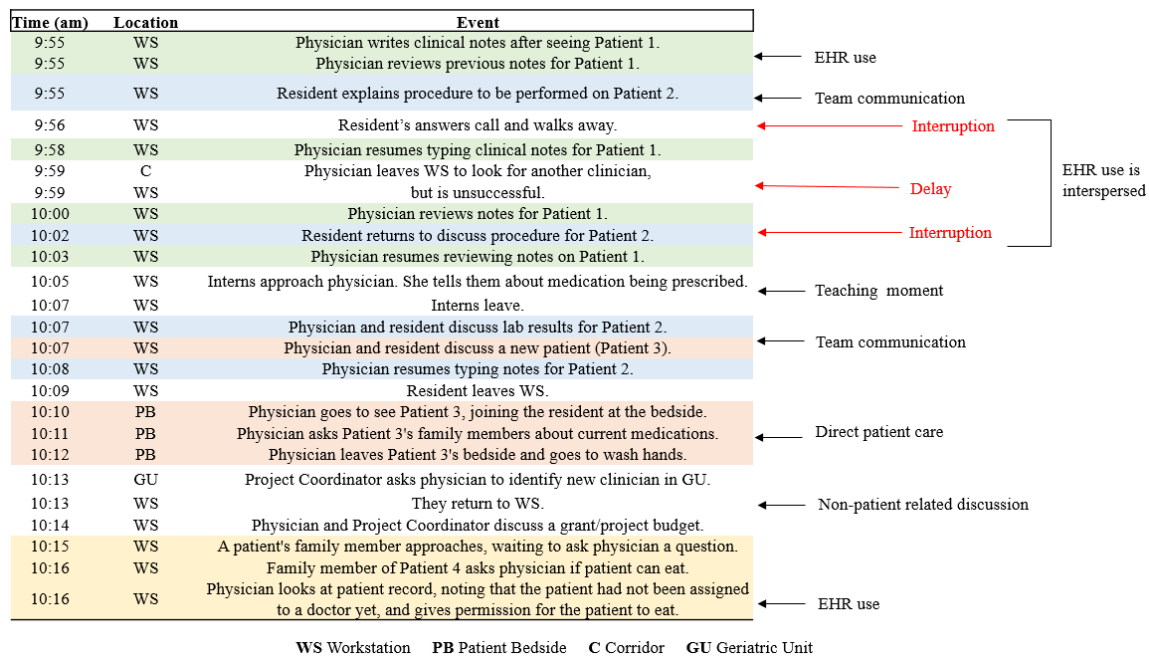 Time (am) Location Event
9:55 WS Physician writes clinical notes after seeing Patient 1.
9:55 WS Physician reviews previous notes for Patient 1.
EHR use
9:55 WS Resident explains procedure to be performed on Patient 2.
Team communication
9:56 WS Resident's answers call and walks away.
Interruption
9:58 WS Physician resumes typing clinical notes for Patient 1.
9:59 C Physician leaves WS to look for another clinician,
9:59 WS but is unsuccessful.
Delay
EHR use is
interspersed
10:00 WS Physician reviews notes for Patient 1.
10:02 WS Resident returns to discuss procedure for Patient 2.
Interruption
10:03 WS Physician resumes reviewing notes on Patient 1.
10:05 WS Interns approach physician. She tells them about medication being prescribed.
Teaching moment
10:07 WS Interns leave.
10:07 WS Physician and resident discuss lab results for Patient 2.
10:07 WS Physician and resident discuss a new patient (Patient 3).
Team communication
10:08 WS Physician resumes typing notes for Patient 2.
10:09 WS Resident leaves WS.
10:10 PB Physician goes to see Patient 3, joining the resident at the bedside.
10:11 PB Physician asks Patient 3's family members about current medications.
Direct patient care
10:12 PB Physician leaves Patient 3's bedside and goes to wash hands.
10:13 GU Project Coordinator asks physician to identify new clinician in GU.
10:13 WS They return to WS.
Non-patient related discussion
10:14 WS Physician and Project Coordinator discuss a grant/project budget.
10:15 WS A patient's family member approaches, waiting to ask physician a question.
10:16 WS Family member of Patient 4 asks physician if patient can eat.
10:16 WS Physician looks at patient record, noting that the patient had not been assigned
to a doctor yet, and gives permission for the patient to eat.
EHR use
WS Workstation PB Patient Bedside C Corridor GU Geriatric Unit